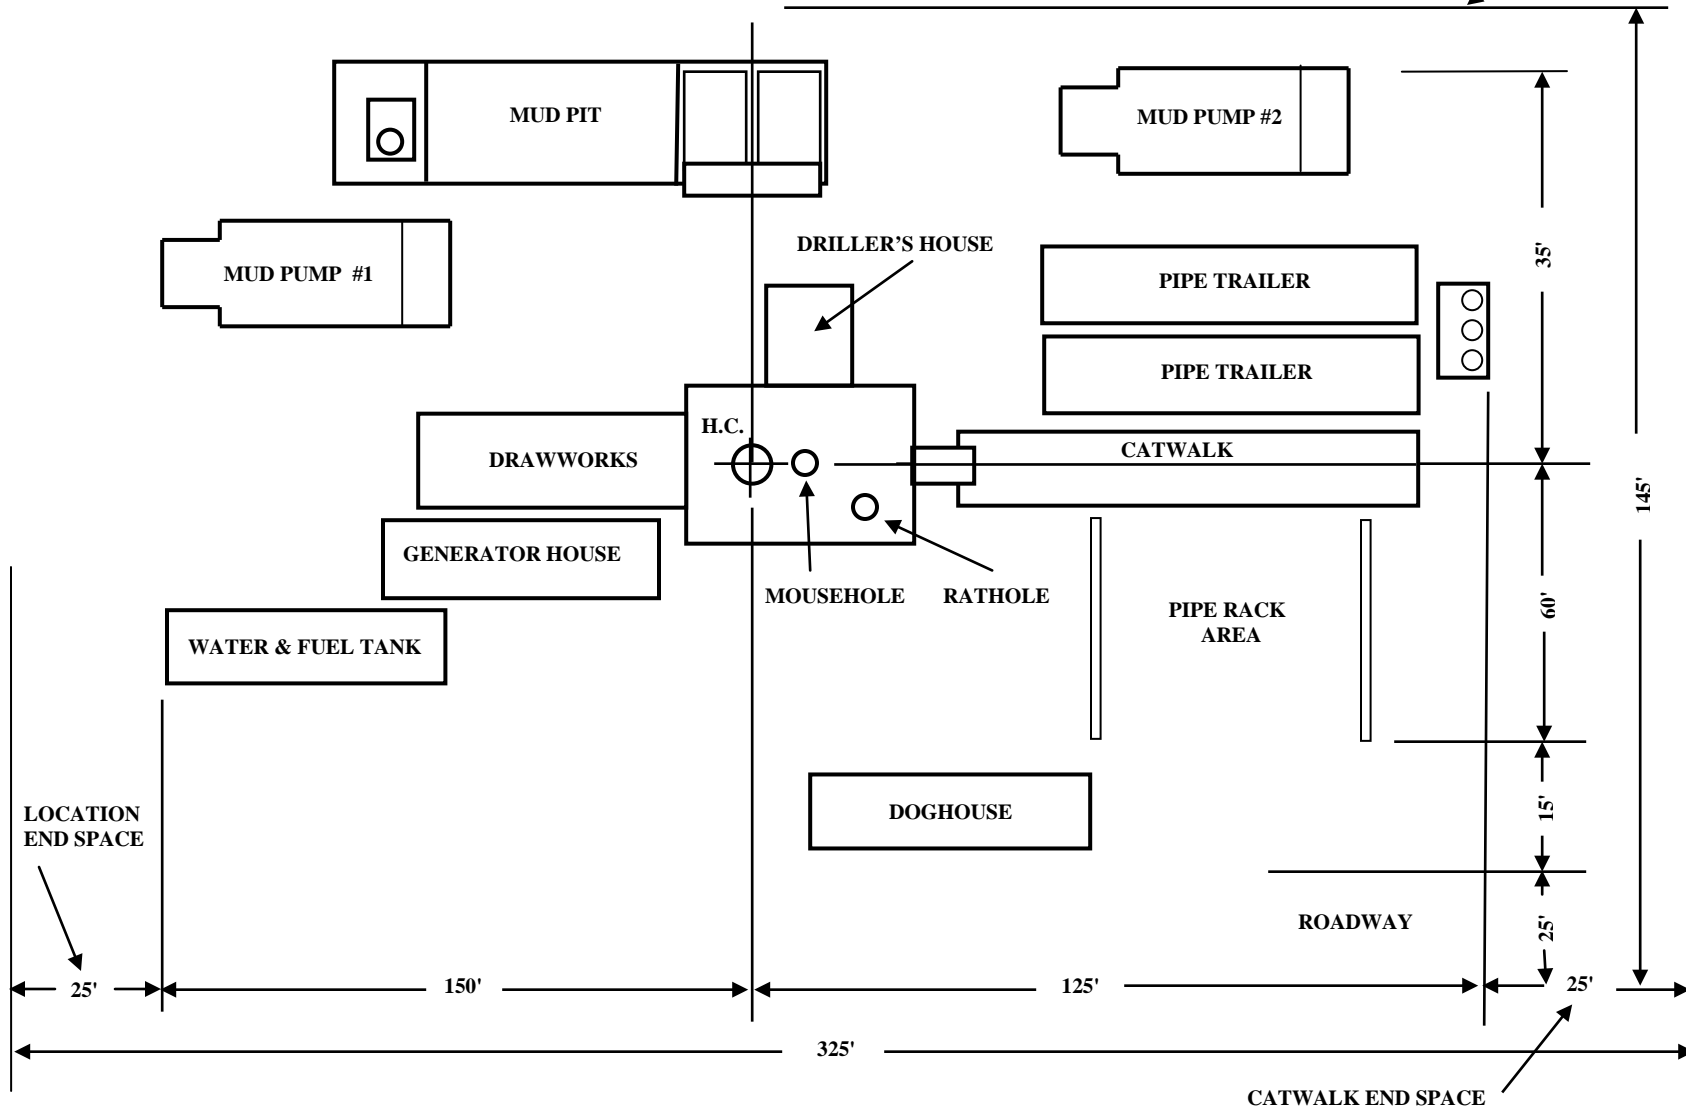 MUD PIT
MUD PUMP #2
DRILLER'S HOUSE
35'
MUD PUMP #1
PIPE TRAILER
PIPE TRAILER
H.C.
CATWALK
DRAWWORKS
145'
GENERATOR HOUSE
MOUSEHOLE
RATHOLE
60'
PIPE RACK
AREA
WATER & FUEL TANK
LOCATION
END SPACE
DOGHOUSE
15'
ROADWAY
25'
25'
150'
125'
25'
325'
CATWALK END SPACE